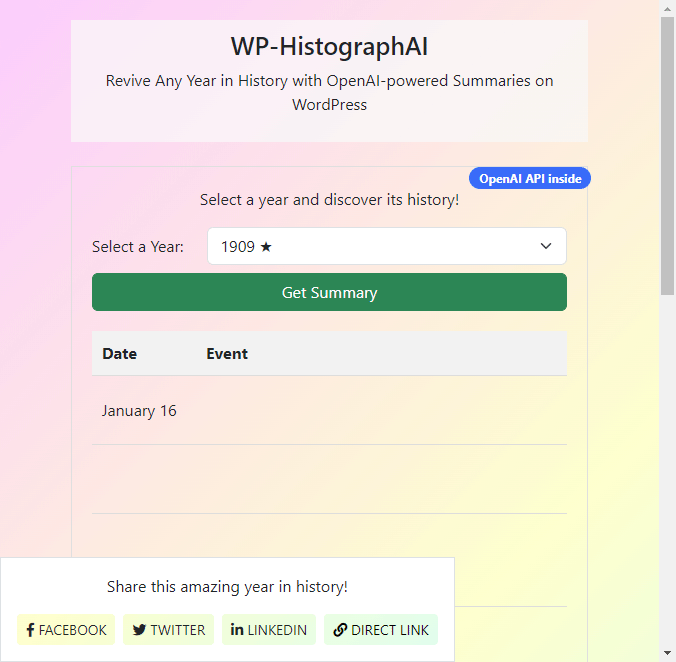 WP-HistographAI
Revive Any Year in History with OpenAI-powered Summaries on
WordPress
OpenAI API inside
Select a year and discover its history!
Select a Year: 1909 ★
Get Summary
Date Event
January 16
Share this amazing year in history!
FACEBOOK TWITTER LINKEDIN DIRECT LINK